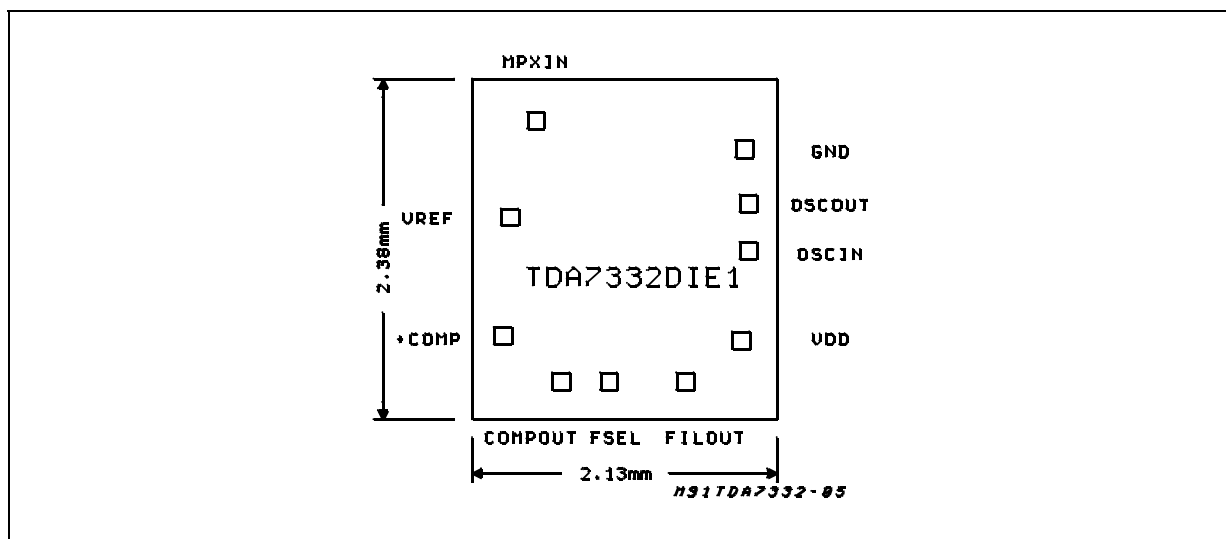 MPXIN
GND
OSCOUT
VREF
OSCIN
2.38mm
TDA7332DIE1
+COMP
VDD
COMPOUT FSEL FILOUT
2.13mm
M91TDA7332-05